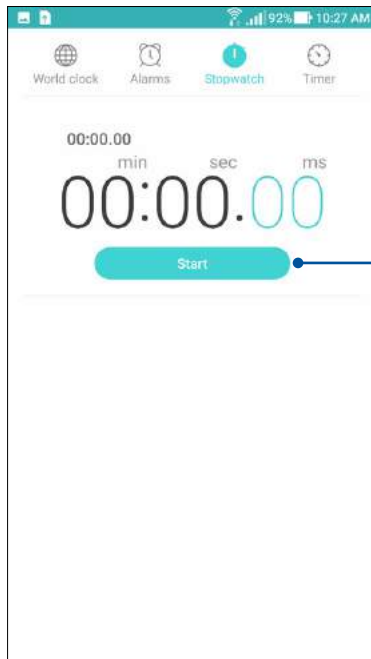 92% 10:27 AM
World clock Alarms Stopwatch Timer
00:00.00
min sec ms
00:00.00
Start